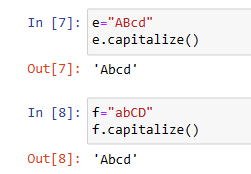 In [7]: e="ABcd"
e.capitalize()
Out[7]: 'Abcd'
In [8]: f="abCD"
f.capitalize()
Out[8]: 'Abcd'